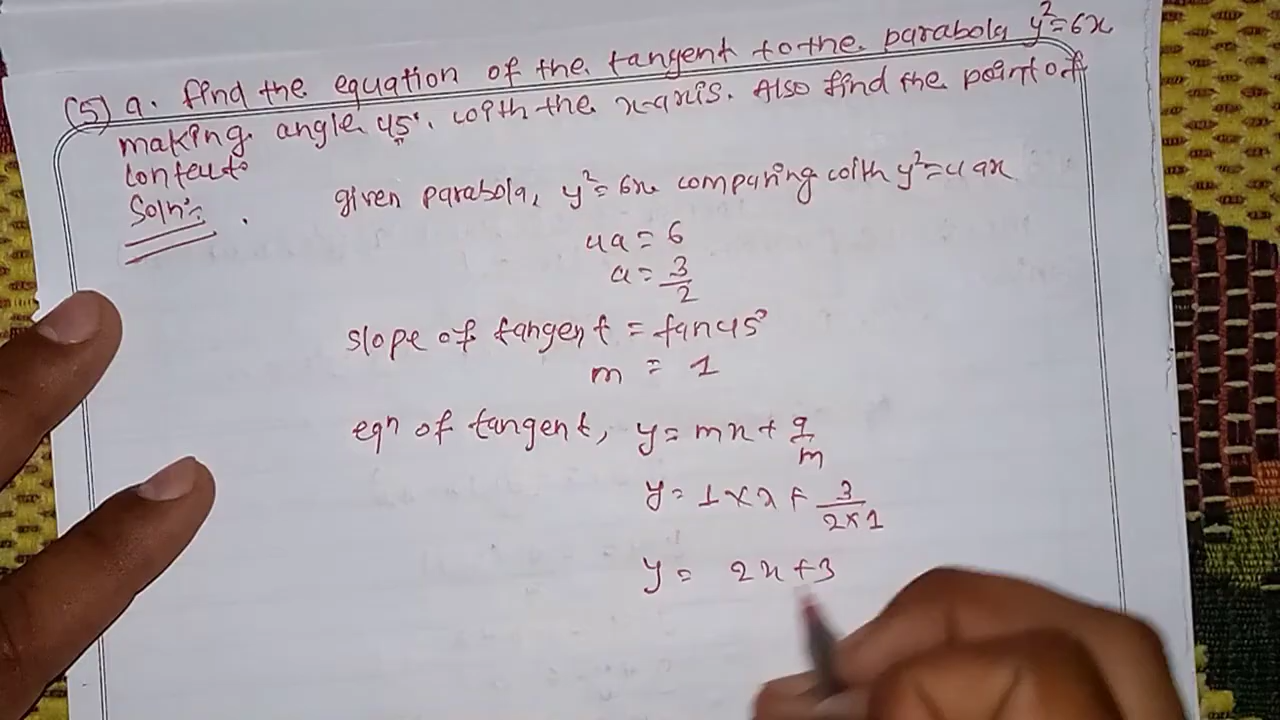 (5) a. find the equation of the tangent to the parabola y²=6x
making angle 45°. with the x-axis. Also find the point of
contact.
Soln:-
given parabola, y²=6x comparing with y²=4ax
4a = 6
a = 3/2
slope of tangent = tan45°
m = 1
eqn of tangent, y = mx + a/m
y = 1×x + 3/2×1
y = 2x+3